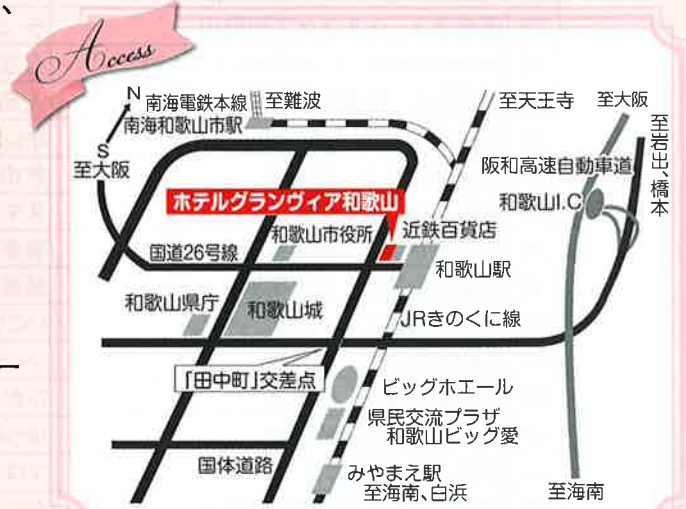 Access
N
S
南海電鉄本線
至難波
南海和歌山市駅
至天王寺
至大阪
至岩出、橋本
至大阪
阪和高速自動車道
ホテルグランヴィア和歌山
和歌山I.C
和歌山市役所
近鉄百貨店
国道26号線
和歌山駅
和歌山県庁
和歌山城
JRきのくに線
「田中町」交差点
ビッグホエール
県民交流プラザ
和歌山ビッグ愛
国体道路
みやまえ駅
至海南、白浜
至海南